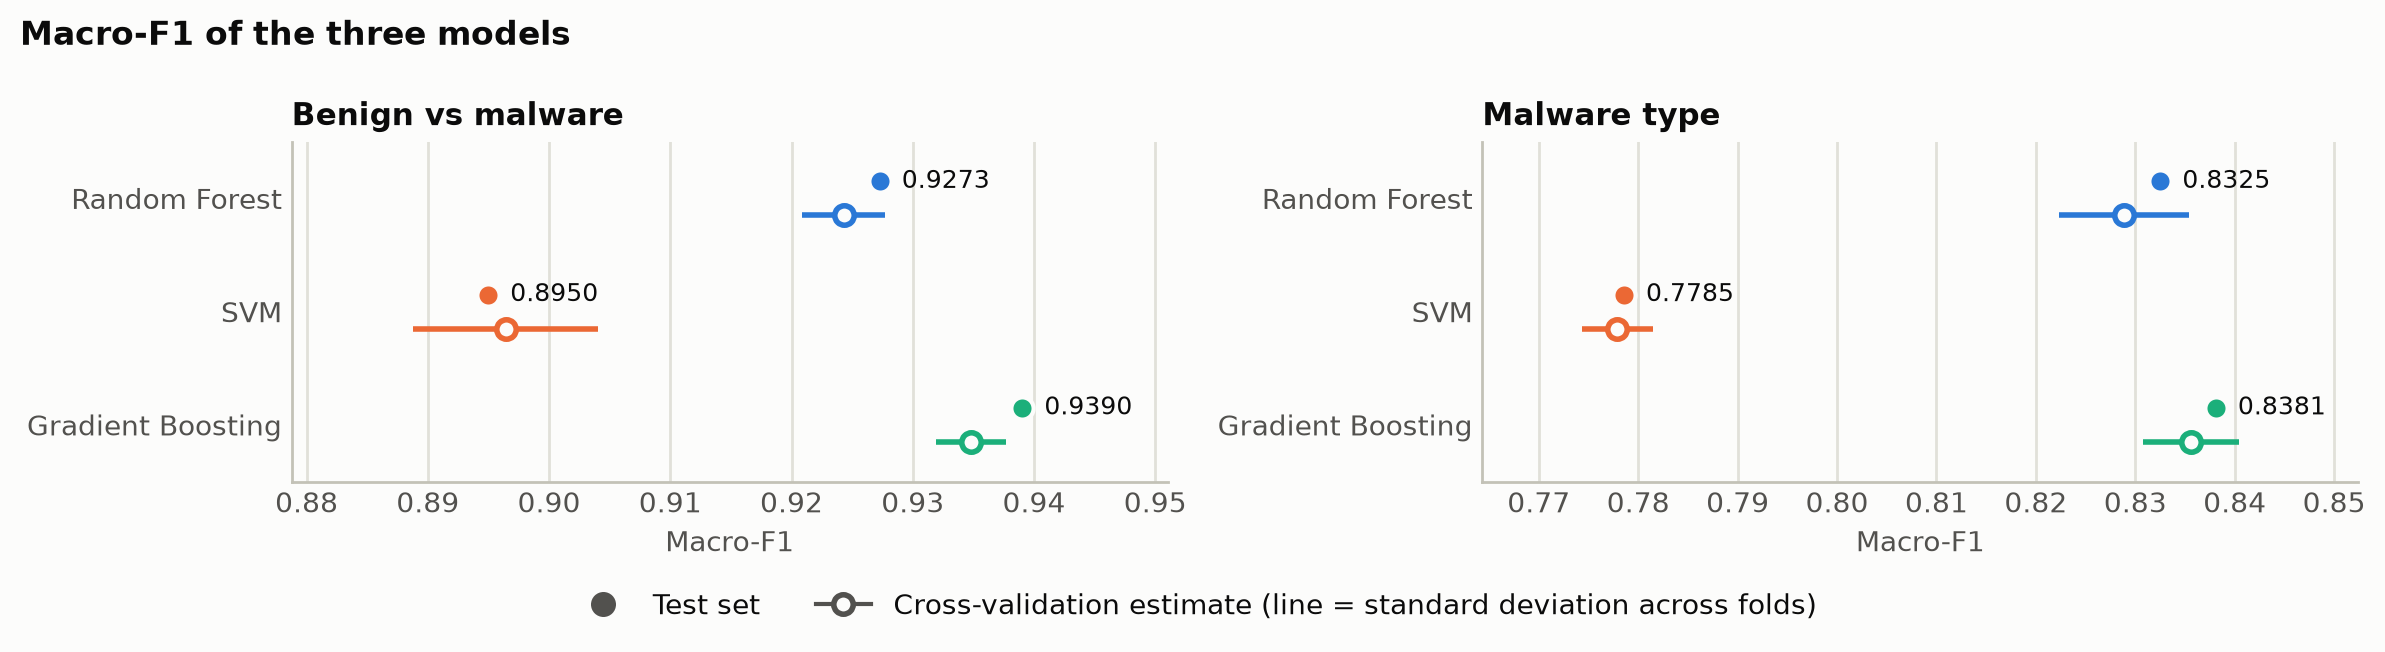 Macro-F1 of the three models
Benign vs malware
Random Forest
0.9273
SVM
0.8950
Gradient Boosting
0.9390
0.88 0.89 0.90 0.91 0.92 0.93 0.94 0.95
Macro-F1
Malware type
Random Forest
0.8325
SVM
0.7785
Gradient Boosting
0.8381
0.77 0.78 0.79 0.80 0.81 0.82 0.83 0.84 0.85
Macro-F1
Test set
Cross-validation estimate (line = standard deviation across folds)